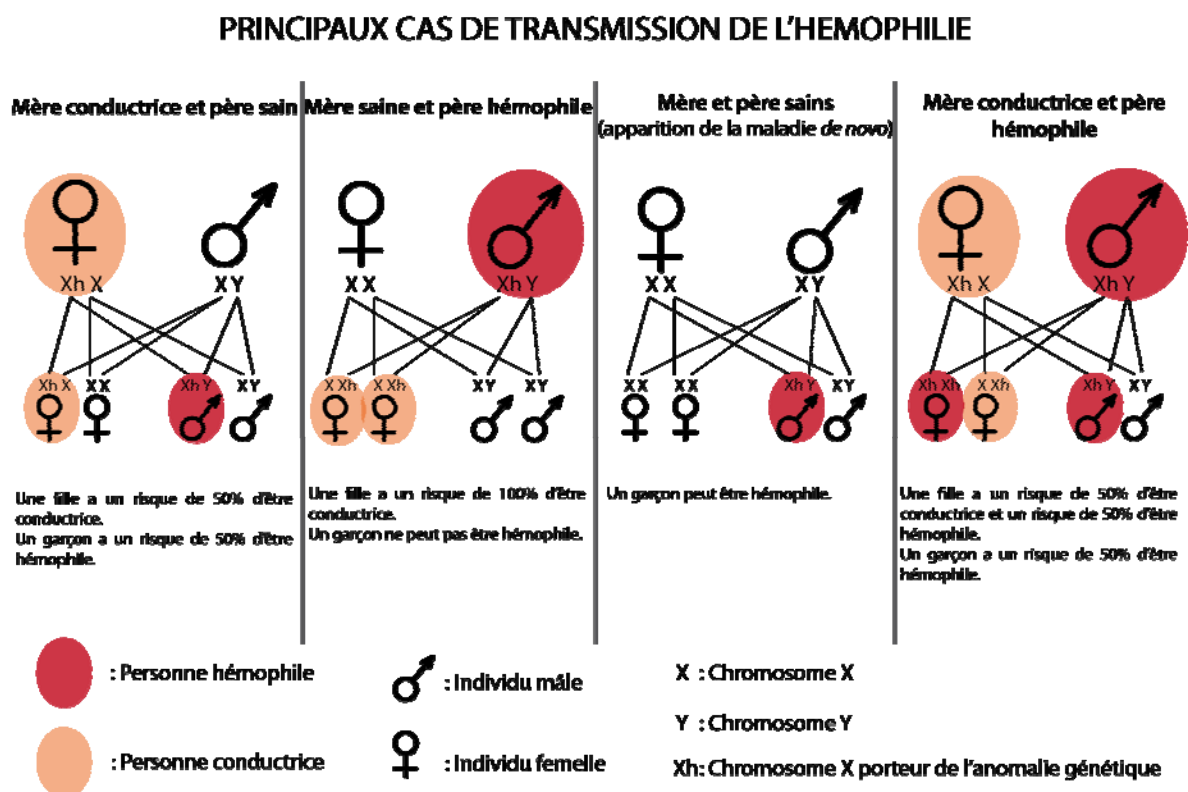 PRINCIPAUX CAS DE TRANSMISSION DE L'HEMOPHILIE
Mère conductrice et père sain
Xh X
X Y
Xh X
X X
Xh Y
X Y
Une fille a un risque de 50% d'être
conductrice.
Un garçon a un risque de 50% d'être
hémophile.
Mère saine et père hémophile
X X
Xh Y
X Xh
X Xh
X Y
X Y
Une fille a un risque de 100% d'être
conductrice.
Un garçon ne peut pas être hémophile.
Mère et père sains
(apparition de la maladie de novo)
X X
X Y
X X
X X
Xh Y
X Y
Un garçon peut être hémophile.
Mère conductrice et père
hémophile
Xh X
Xh Y
Xh Xh
X Xh
Xh Y
X Y
Une fille a un risque de 50% d'être
conductrice et un risque de 50% d'être
hémophile.
Un garçon a un risque de 50% d'être
hémophile.
: Personne hémophile
: Personne conductrice
: Individu mâle
: Individu femelle
X : Chromosome X
Y : Chromosome Y
Xh: Chromosome X porteur de l'anomalie génétique